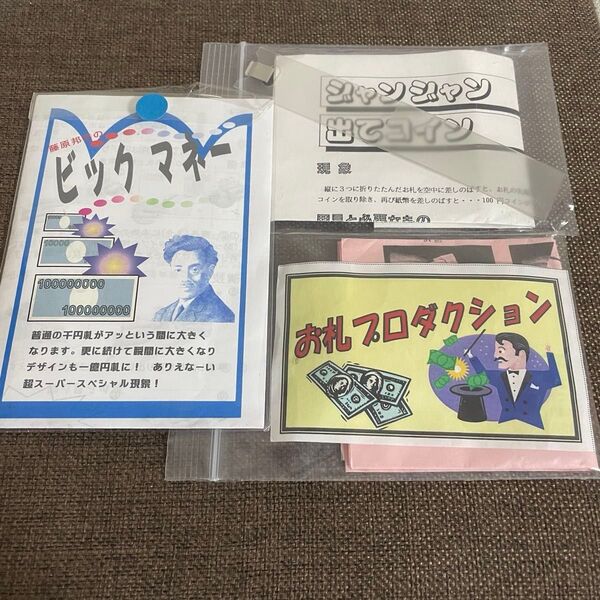 藤原邦恭の
ビック マネー
10000
100000000
100000000
普通の千円札がアッという間に大きく
なります。更に続けて瞬間に大きくなり
デザインも一億円札に! ありえなーい
超スーパースペシャル現象!
ジャンジャン
出てコイン
現 象
縦に3つに折りたたんだお札を空中に差しのばすと、お札の
コインを取り除き、再び紙幣を差しのばすと・・・100円コインが
お札プロダクション